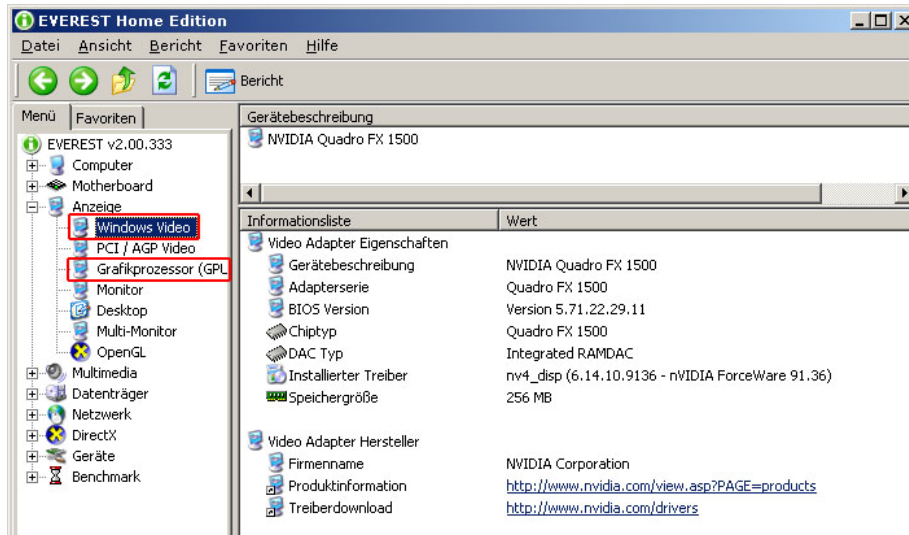 EVEREST Home Edition
Datei Ansicht Bericht Favoriten Hilfe
Bericht
Menü Favoriten
EVEREST v2.00.333
Computer
Motherboard
Anzeige
Windows Video
PCI / AGP Video
Grafikprozessor (GPU
Monitor
Desktop
Multi-Monitor
OpenGL
Multimedia
Datenträger
Netzwerk
DirectX
Geräte
Benchmark
Gerätebeschreibung
NVIDIA Quadro FX 1500
Informationsliste Wert
Video Adapter Eigenschaften
Gerätebeschreibung NVIDIA Quadro FX 1500
Adapterserie Quadro FX 1500
BIOS Version Version 5.71.22.29.11
Chiptyp Quadro FX 1500
DAC Typ Integrated RAMDAC
Installierter Treiber nv4_disp (6.14.10.9136 - nVIDIA ForceWare 91.36)
Speichergröße 256 MB
Video Adapter Hersteller
Firmenname NVIDIA Corporation
Produktinformation http://www.nvidia.com/view.asp?PAGE=products
Treiberdownload http://www.nvidia.com/drivers